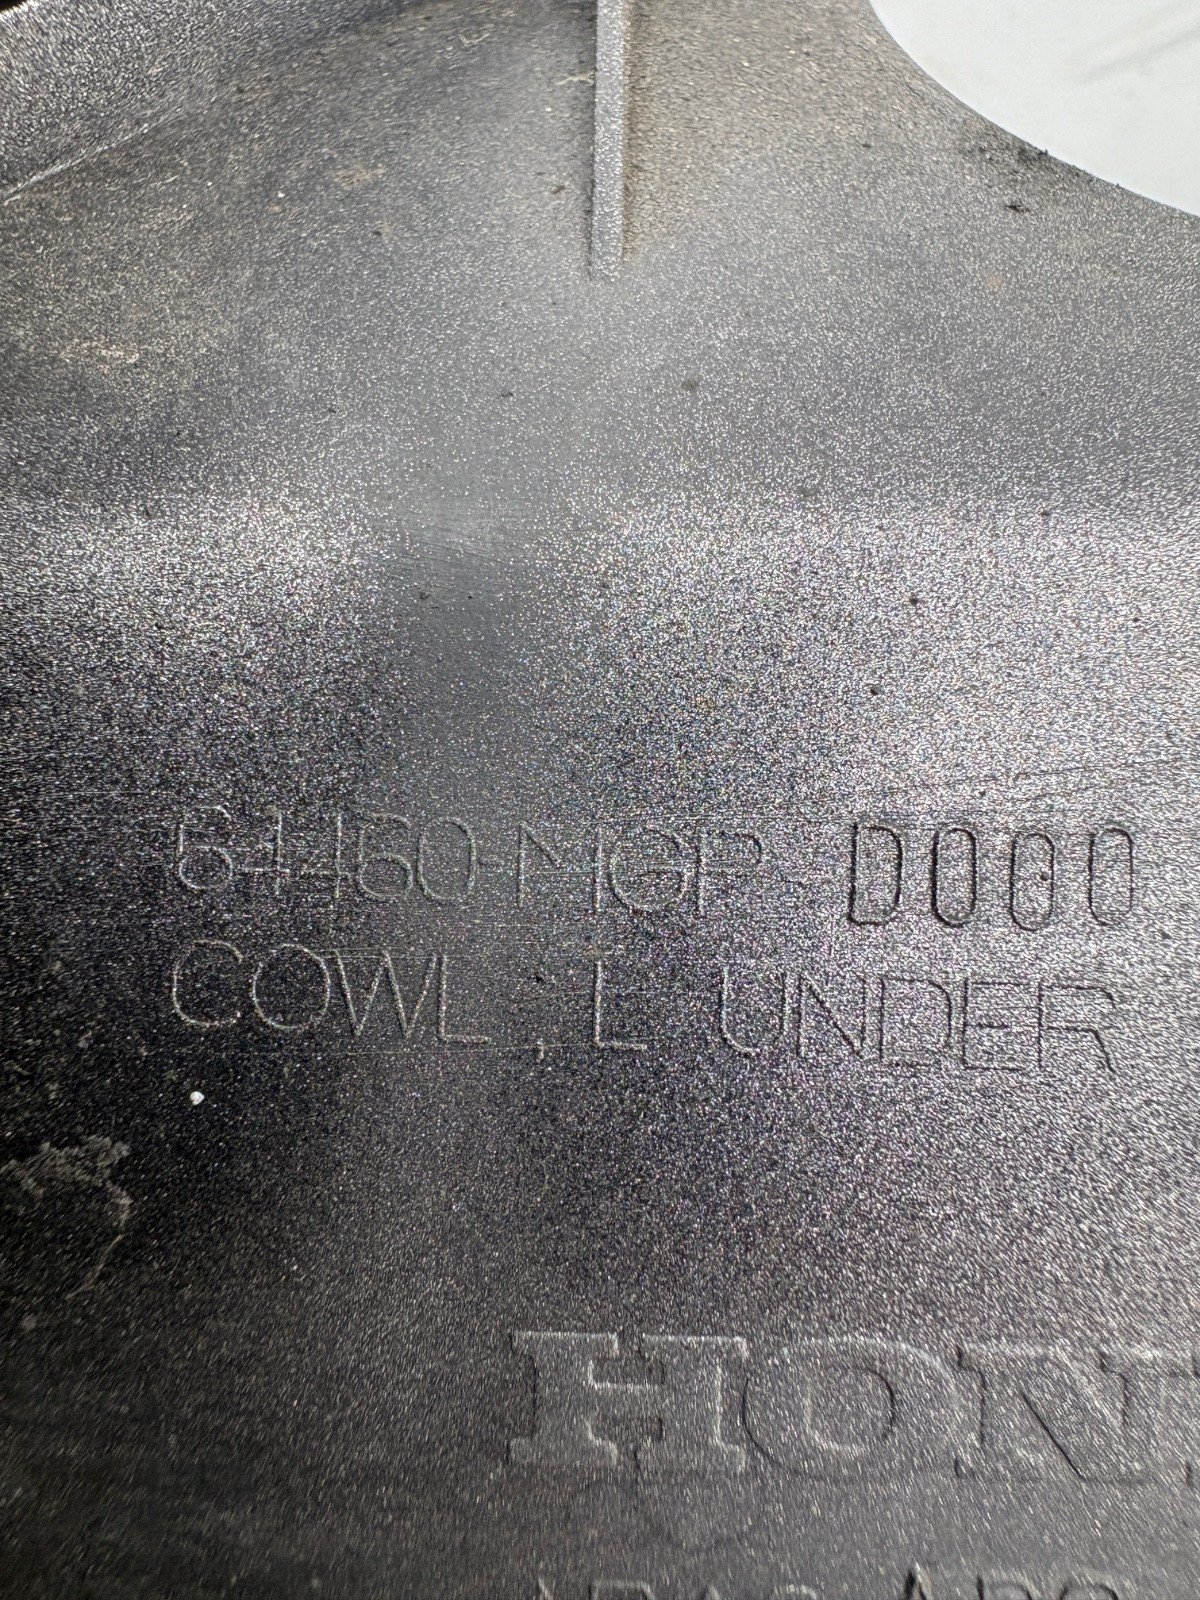 64460-MGP D000
COWL, L UNDER
HON